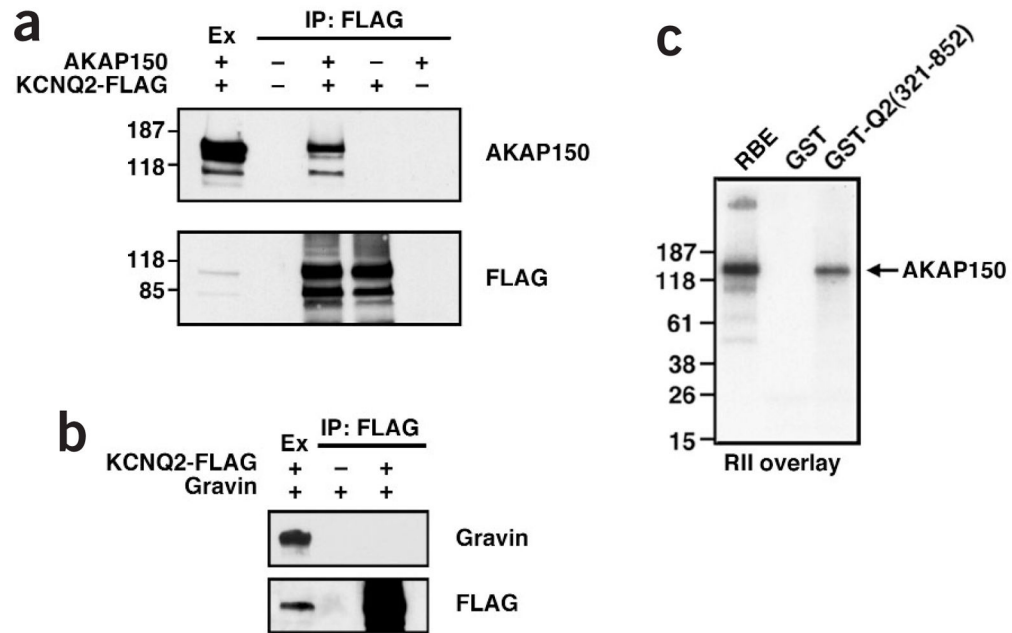 a
IP: FLAG
Ex
AKAP150 + – + – +
KCNQ2-FLAG + – + + –
187
118
AKAP150
118
85
FLAG
b
IP: FLAG
Ex
KCNQ2-FLAG + – +
Gravin + + +
Gravin
FLAG
c
RBE GST GST-Q2(321-852)
187
118
61
38
26
15
AKAP150
RII overlay